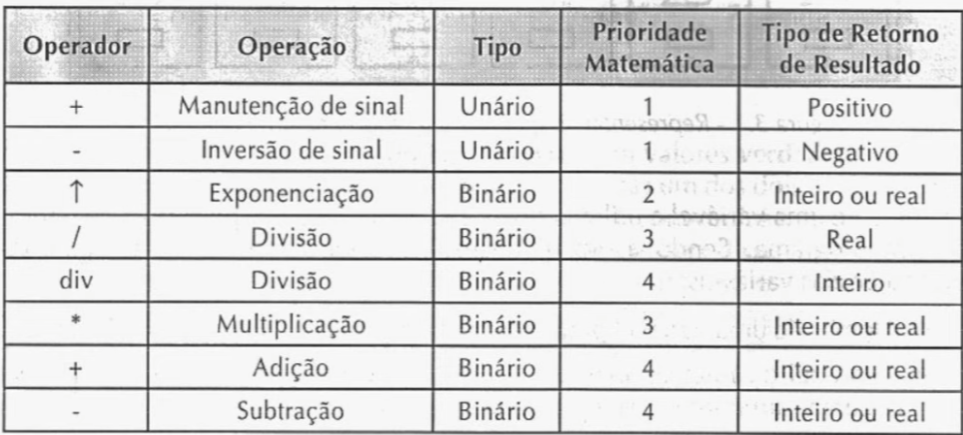 Operador Operação Tipo Prioridade Matemática Tipo de Retorno de Resultado
+ Manutenção de sinal Unário 1 Positivo
- Inversão de sinal Unário 1 Negativo
↑ Exponenciação Binário 2 Inteiro ou real
/ Divisão Binário 3 Real
div Divisão Binário 4 Inteiro
* Multiplicação Binário 3 Inteiro ou real
+ Adição Binário 4 Inteiro ou real
- Subtração Binário 4 Inteiro ou real